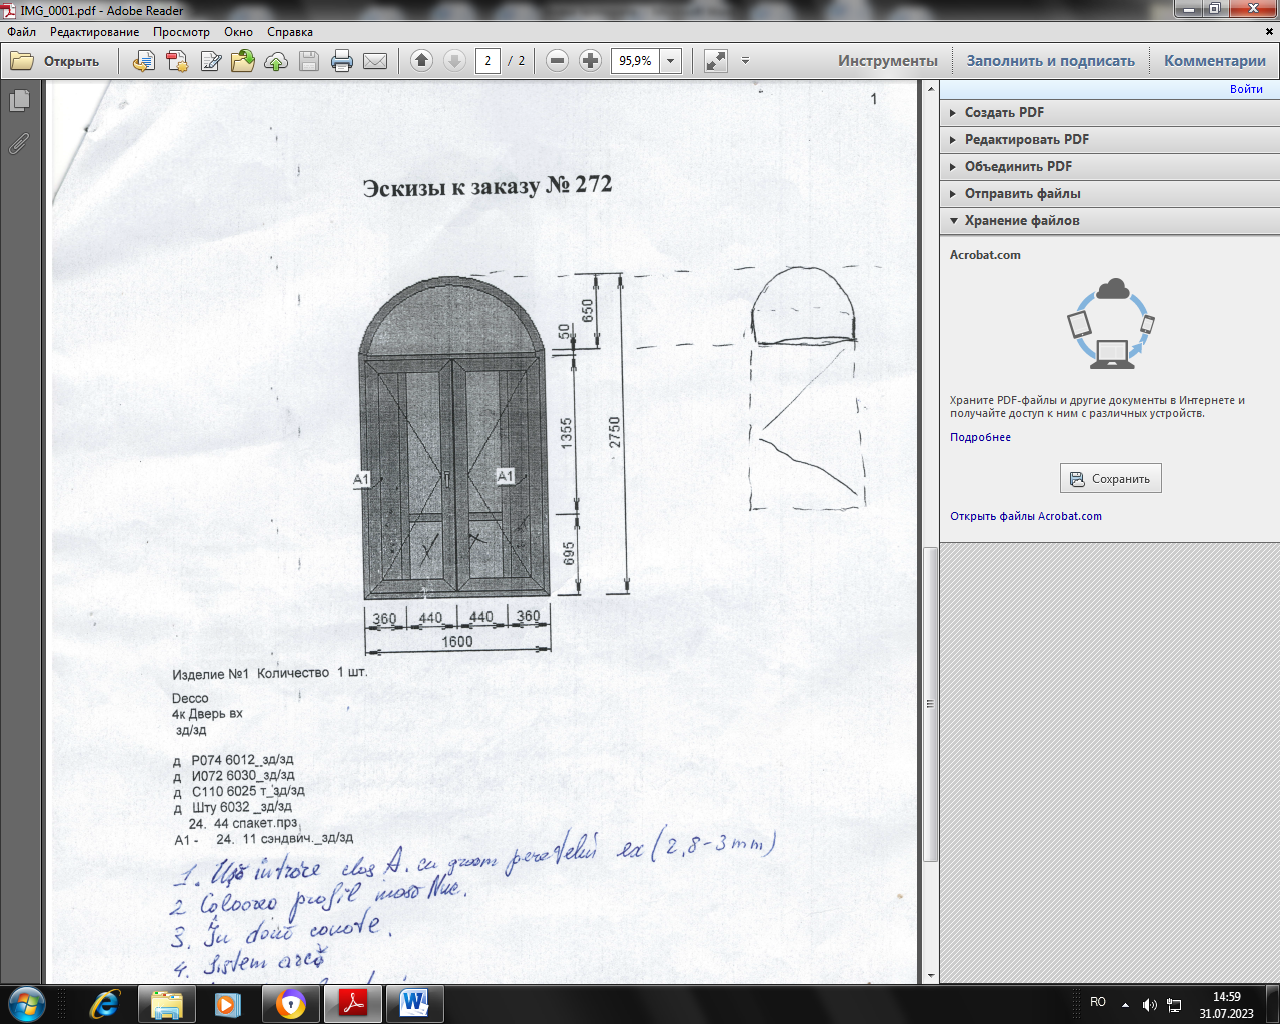 IMG_0001.pdf - Adobe Reader
Файл Редактирование Просмотр Окно Справка
Открыть 2 / 2 95,9% Инструменты Заполнить и подписать Комментарии
Войти
Создать PDF
Редактировать PDF
Объединить PDF
Отправить файлы
Хранение файлов
Acrobat.com
Храните PDF-файлы и другие документы в Интернете и
получайте доступ к ним с различных устройств.
Подробнее
Сохранить
Открыть файлы Acrobat.com
1
Эскизы к заказу № 272
650
50
1355
2750
695
A1 A1
360 440 440 360
1600
Изделие №1 Количество 1 шт.
Decco
4к Дверь вх
зд/зд
д Р074 6012_зд/зд
д И072 6030_зд/зд
д С110 6025 т_зд/зд
д Шту 6032 _зд/зд
24. 44 спакет.прз
А1 - 24. 11 сэндвич._зд/зд
1. Ușă întrare clas A. cu grosim peretelui ex (2,8-3mm)
2 Culoarea profil masă Nuc.
3. În două canate.
4. Sistem arcă
RO 14:59
31.07.2023